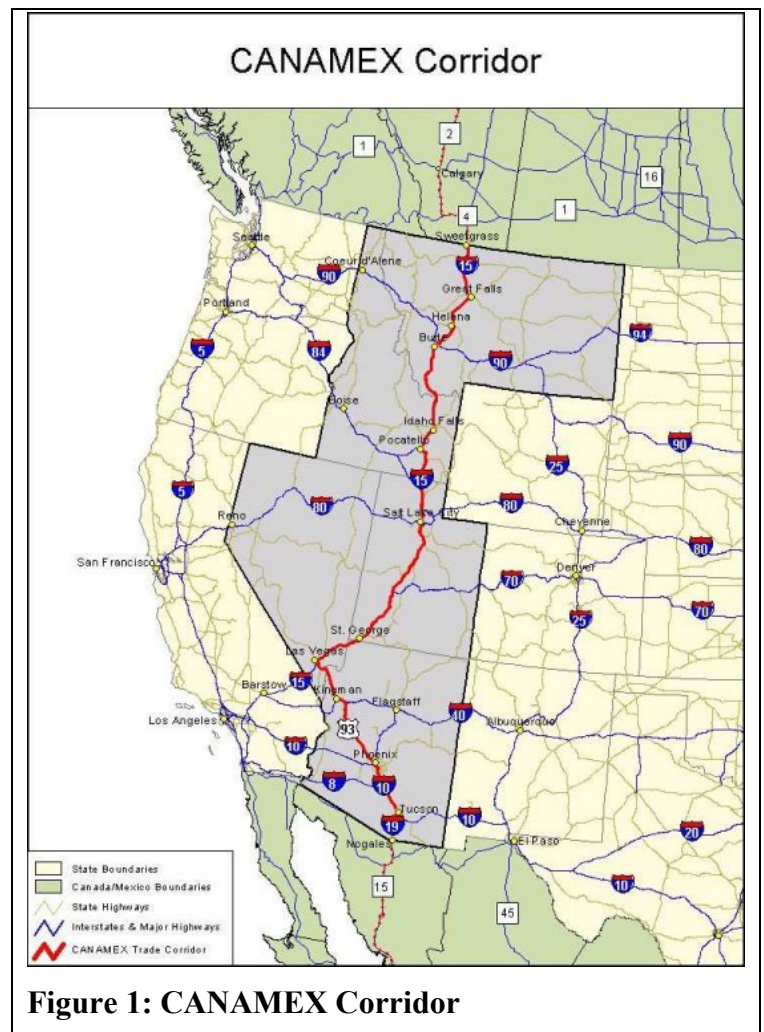 CANAMEX Corridor
1
2
Calgary
16
4
1
Sweetgrass
Seattle
Coeur d'Alene
15
90
Great Falls
Portland
Helena
94
Butte
5
84
90
Boise
Idaho Falls
90
Pocatello
25
15
5
80
80
Reno
Salt Lake City
Cheyenne
80
San Francisco
Denver
70
70
25
St. George
Las Vegas
15
Barstow
Kingman
Flagstaff
10
Los Angeles
93
Albuquerque
10
Phoenix
8
10
Tucson
19
10
20
Nogales
El Paso
15
10
45
State Boundaries
Canada/Mexico Boundaries
State Highways
Interstates & Major Highways
CANAMEX Trade Corridor
Figure 1: CANAMEX Corridor